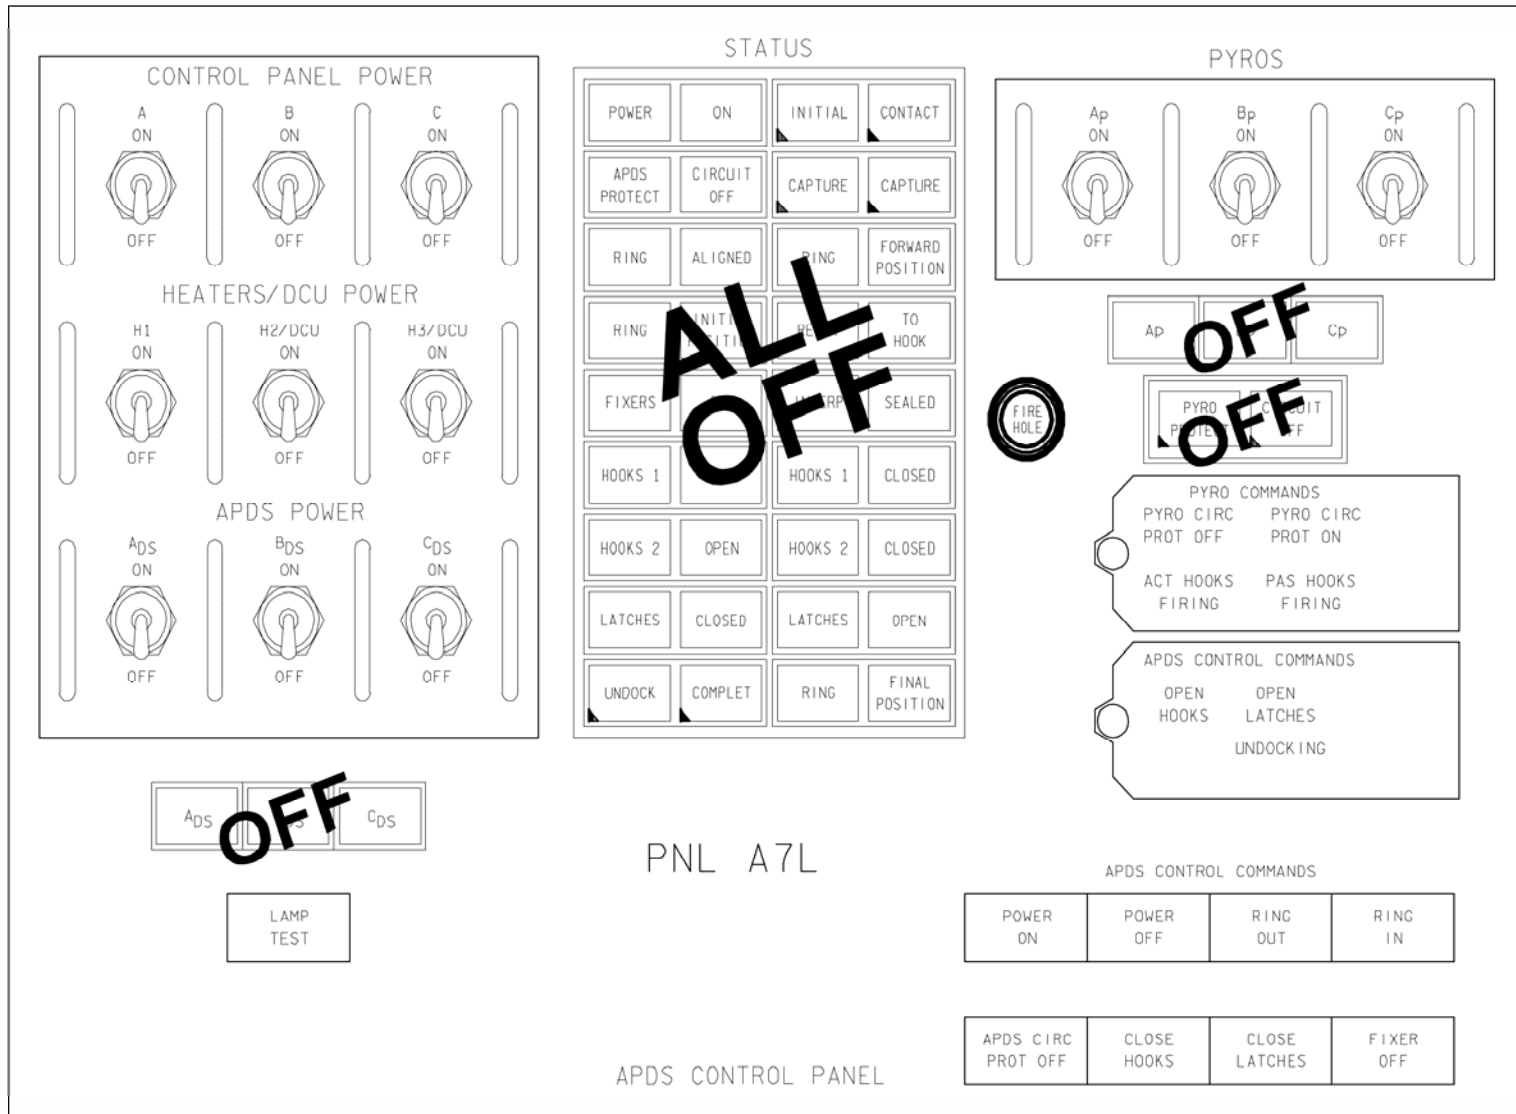 CONTROL PANEL POWER
A B C
ON ON ON
OFF OFF OFF
HEATERS/DCU POWER
H1 H2/DCU H3/DCU
ON ON ON
OFF OFF OFF
APDS POWER
ADS BDS CDS
ON ON ON
OFF OFF OFF
ADS CDS
OFF
LAMP
TEST
STATUS
POWER ON INITIAL CONTACT
APDS PROTECT CIRCUIT OFF CAPTURE CAPTURE
RING ALIGNED RING FORWARD POSITION
RING INITIAL POSITION TO HOOK
FIXERS SEALED
HOOKS 1 HOOKS 1 CLOSED
HOOKS 2 OPEN HOOKS 2 CLOSED
LATCHES CLOSED LATCHES OPEN
UNDOCK COMPLET RING FINAL POSITION
ALL
OFF
PNL A7L
APDS CONTROL PANEL
PYROS
Ap Bp Cp
ON ON ON
OFF OFF OFF
Ap Cp
OFF
FIRE
HOLE
PYRO PROTECT CIRCUIT OFF
OFF
PYRO COMMANDS
PYRO CIRC PYRO CIRC
PROT OFF PROT ON
ACT HOOKS PAS HOOKS
FIRING FIRING
APDS CONTROL COMMANDS
OPEN OPEN
HOOKS LATCHES
UNDOCKING
APDS CONTROL COMMANDS
POWER POWER RING RING
ON OFF OUT IN
APDS CIRC CLOSE CLOSE FIXER
PROT OFF HOOKS LATCHES OFF